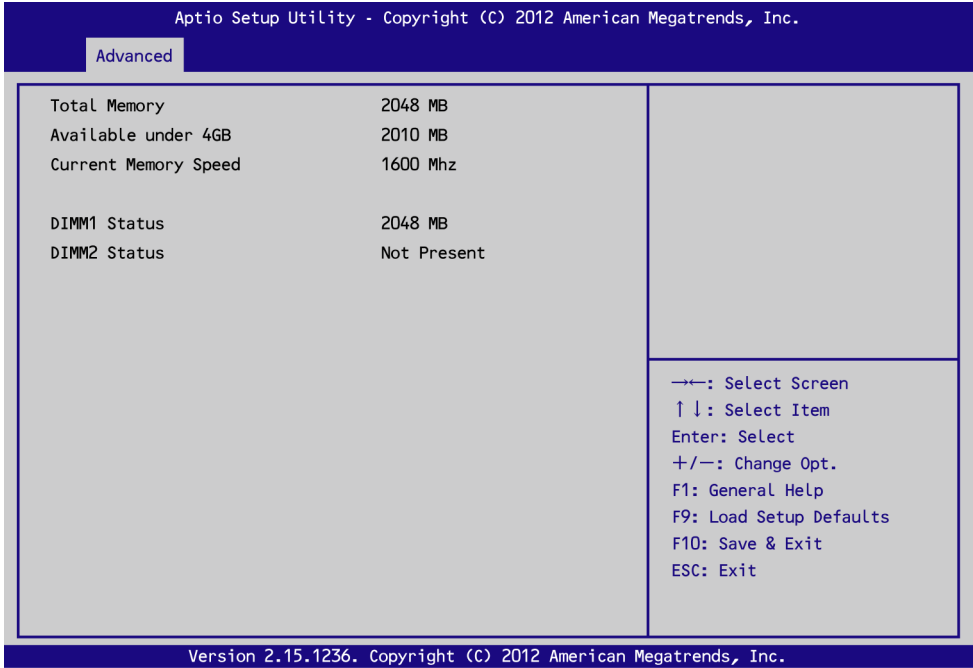 Aptio Setup Utility - Copyright (C) 2012 American Megatrends, Inc.
Advanced
Total Memory 2048 MB
Available under 4GB 2010 MB
Current Memory Speed 1600 Mhz
DIMM1 Status 2048 MB
DIMM2 Status Not Present
→←: Select Screen
↑↓: Select Item
Enter: Select
+/—: Change Opt.
F1: General Help
F9: Load Setup Defaults
F10: Save & Exit
ESC: Exit
Version 2.15.1236. Copyright (C) 2012 American Megatrends, Inc.